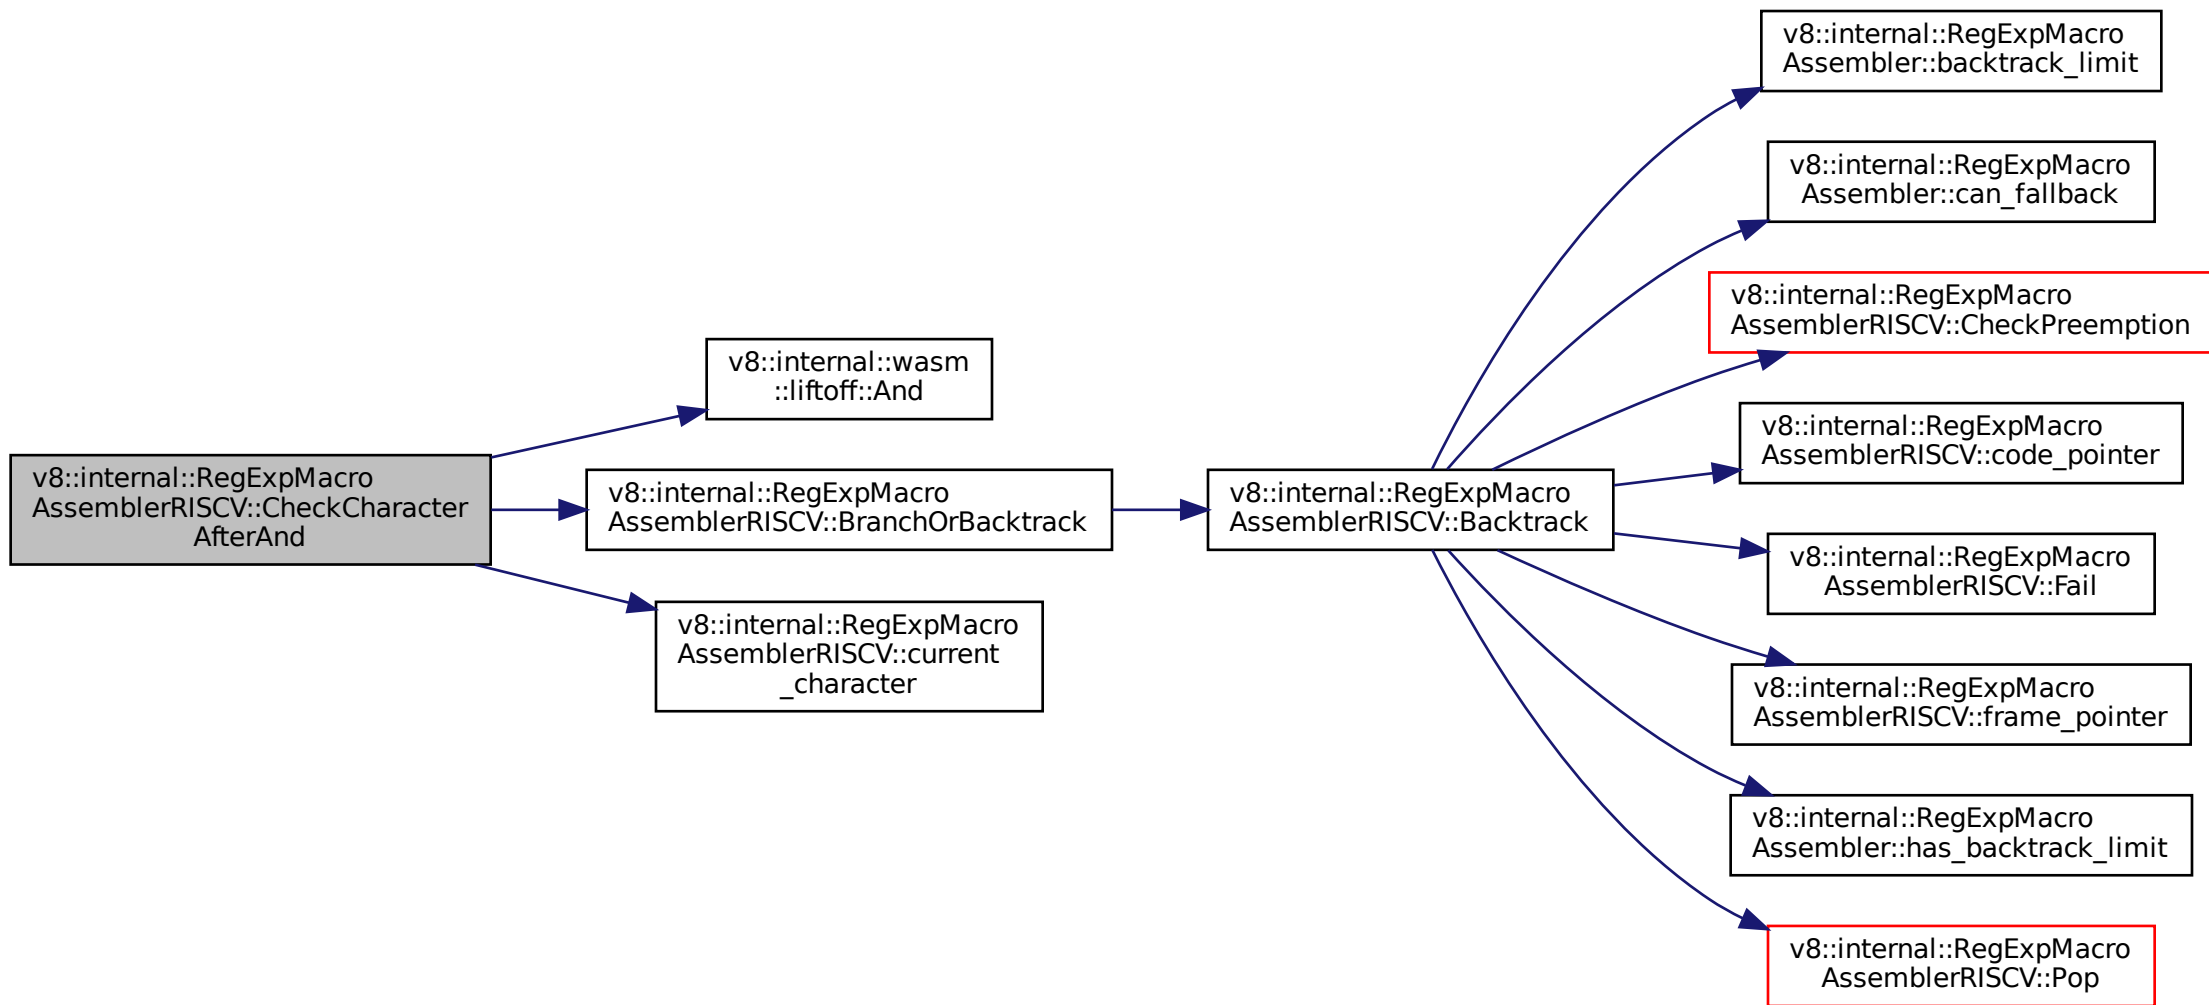 v8::internal::RegExpMacro
AssemblerRISCV::CheckCharacter
AfterAnd
v8::internal::wasm
::liftoff::And
v8::internal::RegExpMacro
AssemblerRISCV::BranchOrBacktrack
v8::internal::RegExpMacro
AssemblerRISCV::current
_character
v8::internal::RegExpMacro
AssemblerRISCV::Backtrack
v8::internal::RegExpMacro
Assembler::backtrack_limit
v8::internal::RegExpMacro
Assembler::can_fallback
v8::internal::RegExpMacro
AssemblerRISCV::CheckPreemption
v8::internal::RegExpMacro
AssemblerRISCV::code_pointer
v8::internal::RegExpMacro
AssemblerRISCV::Fail
v8::internal::RegExpMacro
AssemblerRISCV::frame_pointer
v8::internal::RegExpMacro
Assembler::has_backtrack_limit
v8::internal::RegExpMacro
AssemblerRISCV::Pop